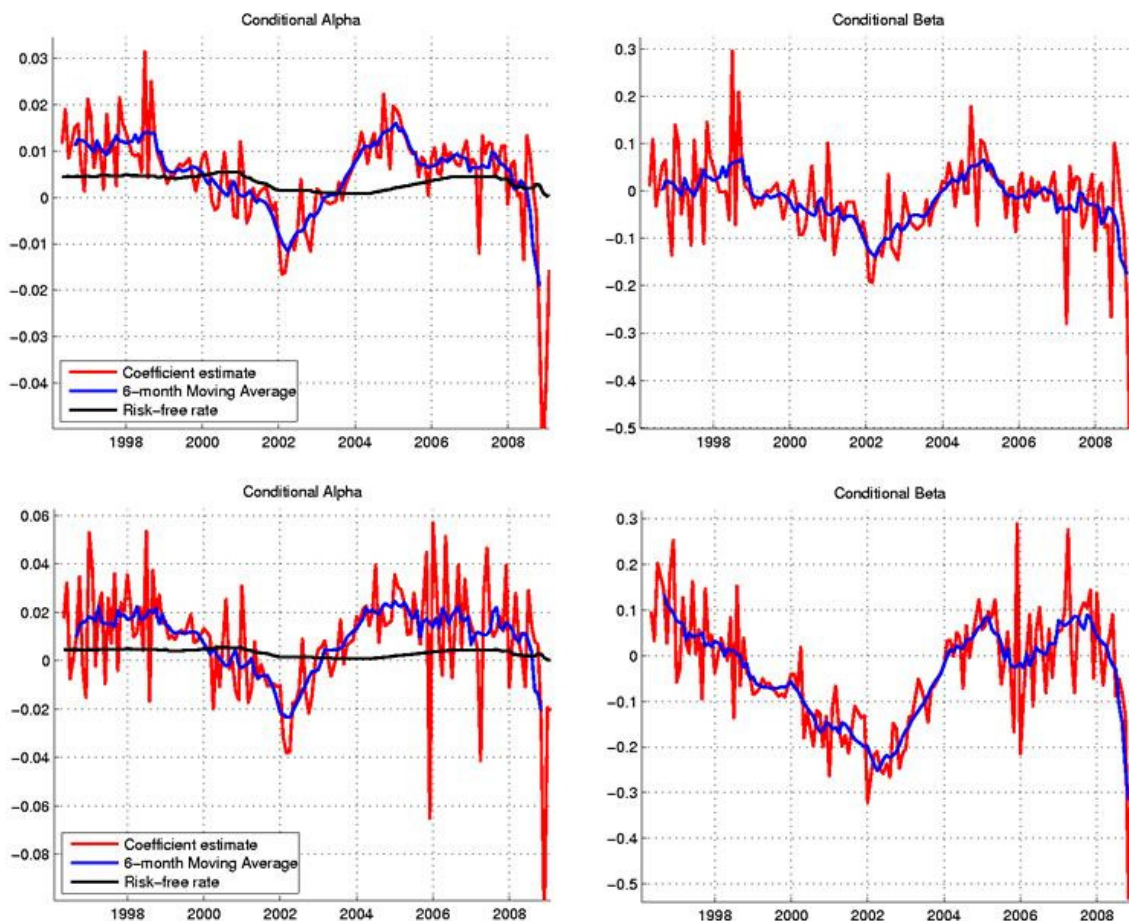 Conditional Alpha
0.03
0.02
0.01
0
−0.01
−0.02
−0.03
−0.04
Coefficient estimate
6−month Moving Average
Risk−free rate
1998 2000 2002 2004 2006 2008
Conditional Beta
0.3
0.2
0.1
0
−0.1
−0.2
−0.3
−0.4
−0.5
1998 2000 2002 2004 2006 2008
Conditional Alpha
0.06
0.04
0.02
0
−0.02
−0.04
−0.06
−0.08
Coefficient estimate
6−month Moving Average
Risk−free rate
1998 2000 2002 2004 2006 2008
Conditional Beta
0.3
0.2
0.1
0
−0.1
−0.2
−0.3
−0.4
−0.5
1998 2000 2002 2004 2006 2008